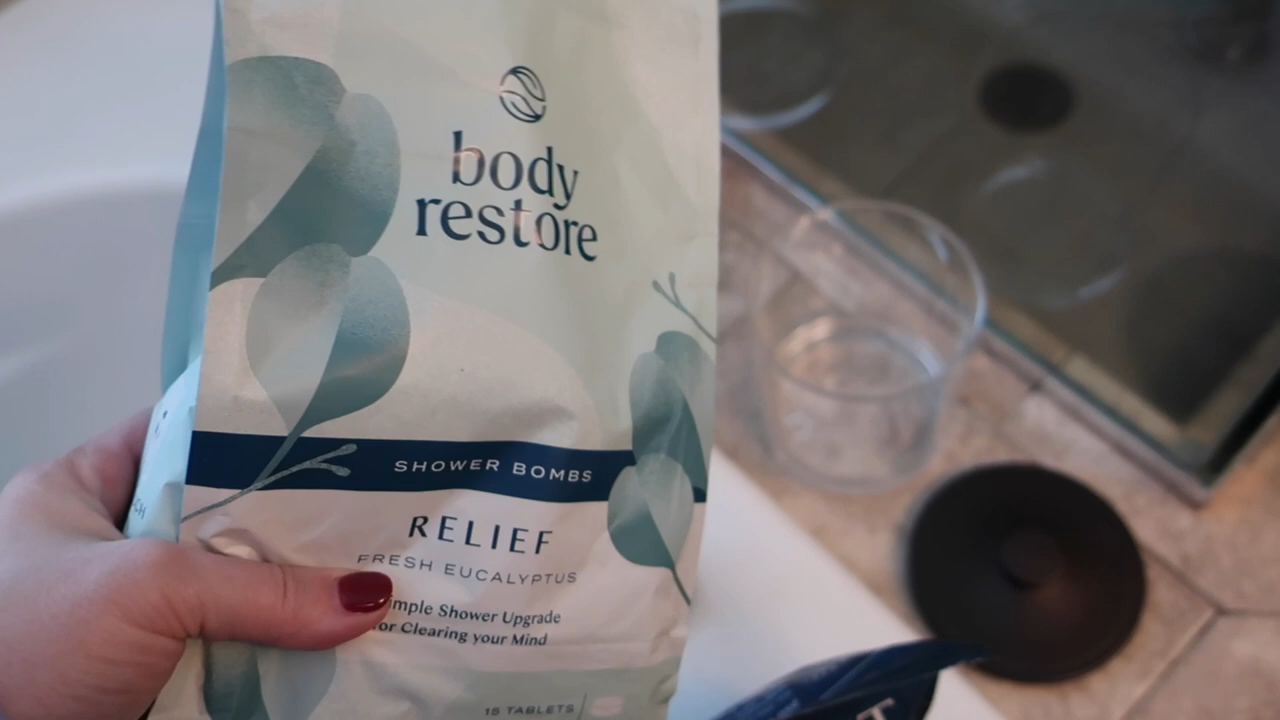 body
restore
SHOWER BOMBS
RELIEF
FRESH EUCALYPTUS
imple Shower Upgrade
or Clearing your Mind
15 TABLETS